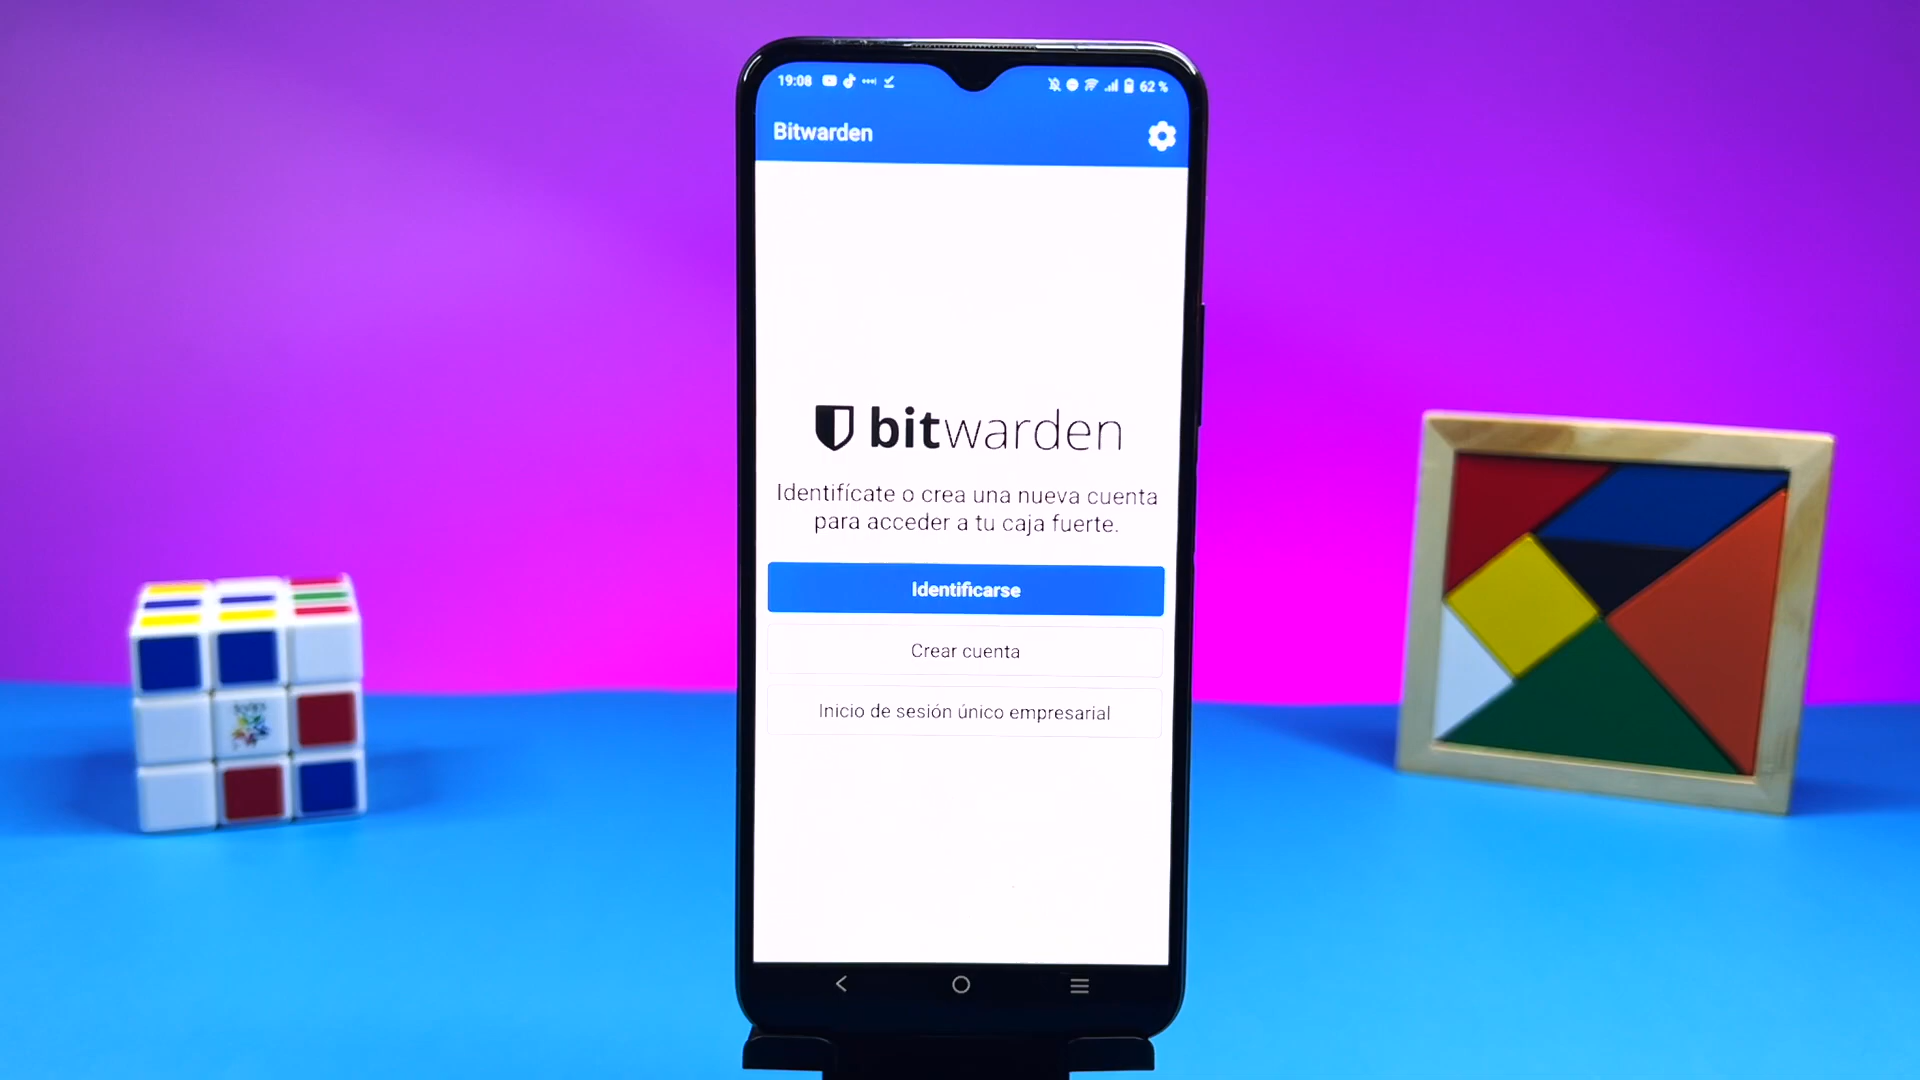 19:08
62 %
Bitwarden
bitwarden
Identifícate o crea una nueva cuenta
para acceder a tu caja fuerte.
Identificarse
Crear cuenta
Inicio de sesión único empresarial